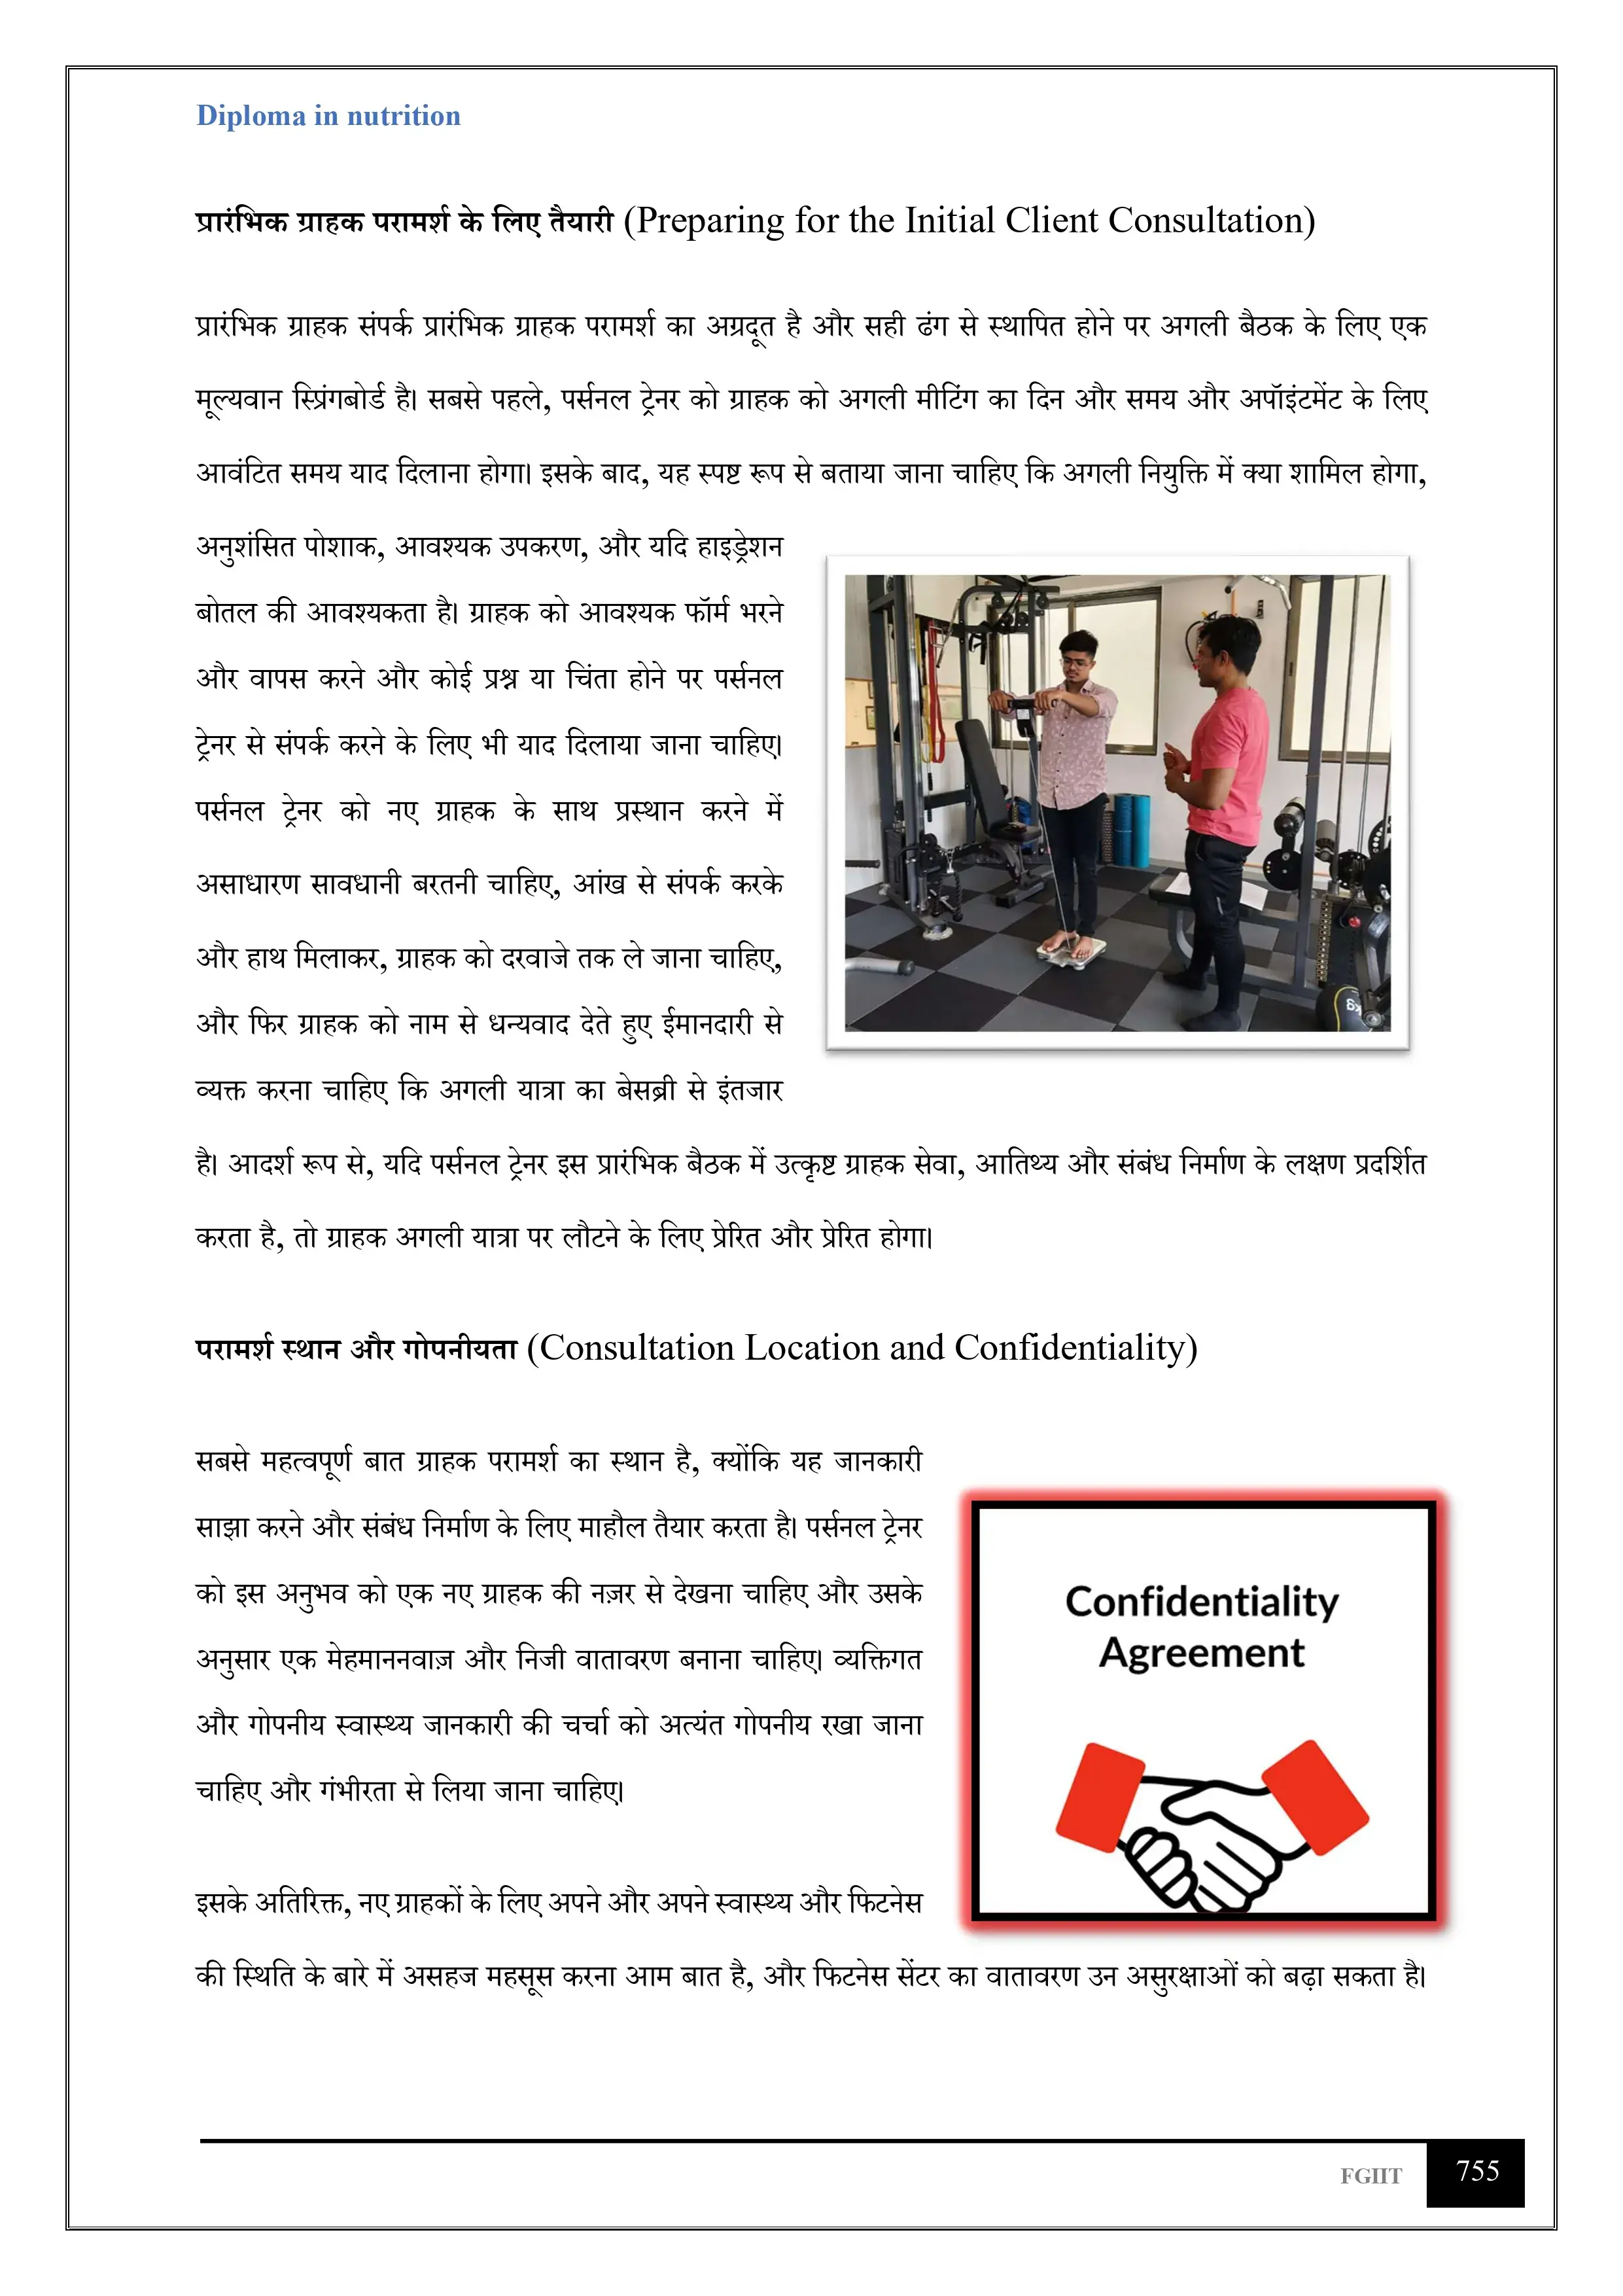 Diploma in nutrition
प्रारंभिक ग्राहक परामर्श के लिए तैयारी (Preparing for the Initial Client Consultation)
प्रारंभिक ग्राहक संपर्क प्रारंभिक ग्राहक परामर्श का अग्रदूत है और सही ढंग से स्थापित होने पर अगली बैठक के लिए एक
मूल्यवान स्प्रिंगबोर्ड है। सबसे पहले, पर्सनल ट्रेनर को ग्राहक को अगली मीटिंग का दिन और समय और अपॉइंटमेंट के लिए
आवंटित समय याद दिलाना होगा। इसके बाद, यह स्पष्ट रूप से बताया जाना चाहिए कि अगली नियुक्ति में क्या शामिल होगा,
अनुशंसित पोशाक, आवश्यक उपकरण, और यदि हाइड्रेशन
बोतल की आवश्यकता है। ग्राहक को आवश्यक फॉर्म भरने
और वापस करने और कोई प्रश्न या चिंता होने पर पर्सनल
ट्रेनर से संपर्क करने के लिए भी याद दिलाया जाना चाहिए।
पर्सनल ट्रेनर को नए ग्राहक के साथ प्रस्थान करने में
असाधारण सावधानी बरतनी चाहिए, आंख से संपर्क करके
और हाथ मिलाकर, ग्राहक को दरवाजे तक ले जाना चाहिए,
और फिर ग्राहक को नाम से धन्यवाद देते हुए ईमानदारी से
व्यक्त करना चाहिए कि अगली यात्रा का बेसब्री से इंतजार
है। आदर्श रूप से, यदि पर्सनल ट्रेनर इस प्रारंभिक बैठक में उत्कृष्ट ग्राहक सेवा, आतिथ्य और संबंध निर्माण के लक्षण प्रदर्शित
करता है, तो ग्राहक अगली यात्रा पर लौटने के लिए प्रेरित और प्रेरित होगा।
परामर्श स्थान और गोपनीयता (Consultation Location and Confidentiality)
सबसे महत्वपूर्ण बात ग्राहक परामर्श का स्थान है, क्योंकि यह जानकारी
साझा करने और संबंध निर्माण के लिए माहौल तैयार करता है। पर्सनल ट्रेनर
को इस अनुभव को एक नए ग्राहक की नज़र से देखना चाहिए और उसके
अनुसार एक मेहमाननवाज़ और निजी वातावरण बनाना चाहिए। व्यक्तिगत
और गोपनीय स्वास्थ्य जानकारी की चर्चा को अत्यंत गोपनीय रखा जाना
चाहिए और गंभीरता से लिया जाना चाहिए।
Confidentiality
Agreement
इसके अतिरिक्त, नए ग्राहकों के लिए अपने और अपने स्वास्थ्य और फिटनेस
की स्थिति के बारे में असहज महसूस करना आम बात है, और फिटनेस सेंटर का वातावरण उन असुरक्षाओं को बढ़ा सकता है।
FGIIT 755